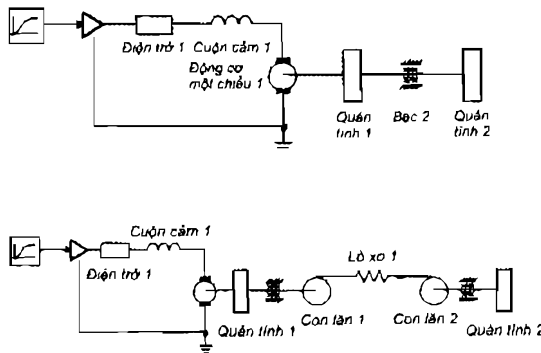 Điện trở 1
Cuộn cảm 1
Động cơ
một chiều 1
Quán
tính 1
Bạc 2
Quán
tính 2
Cuộn cảm 1
Điện trở 1
Lò xo 1
Quán tính 1
Con lăn 1
Con lăn 2
Quán tính 2